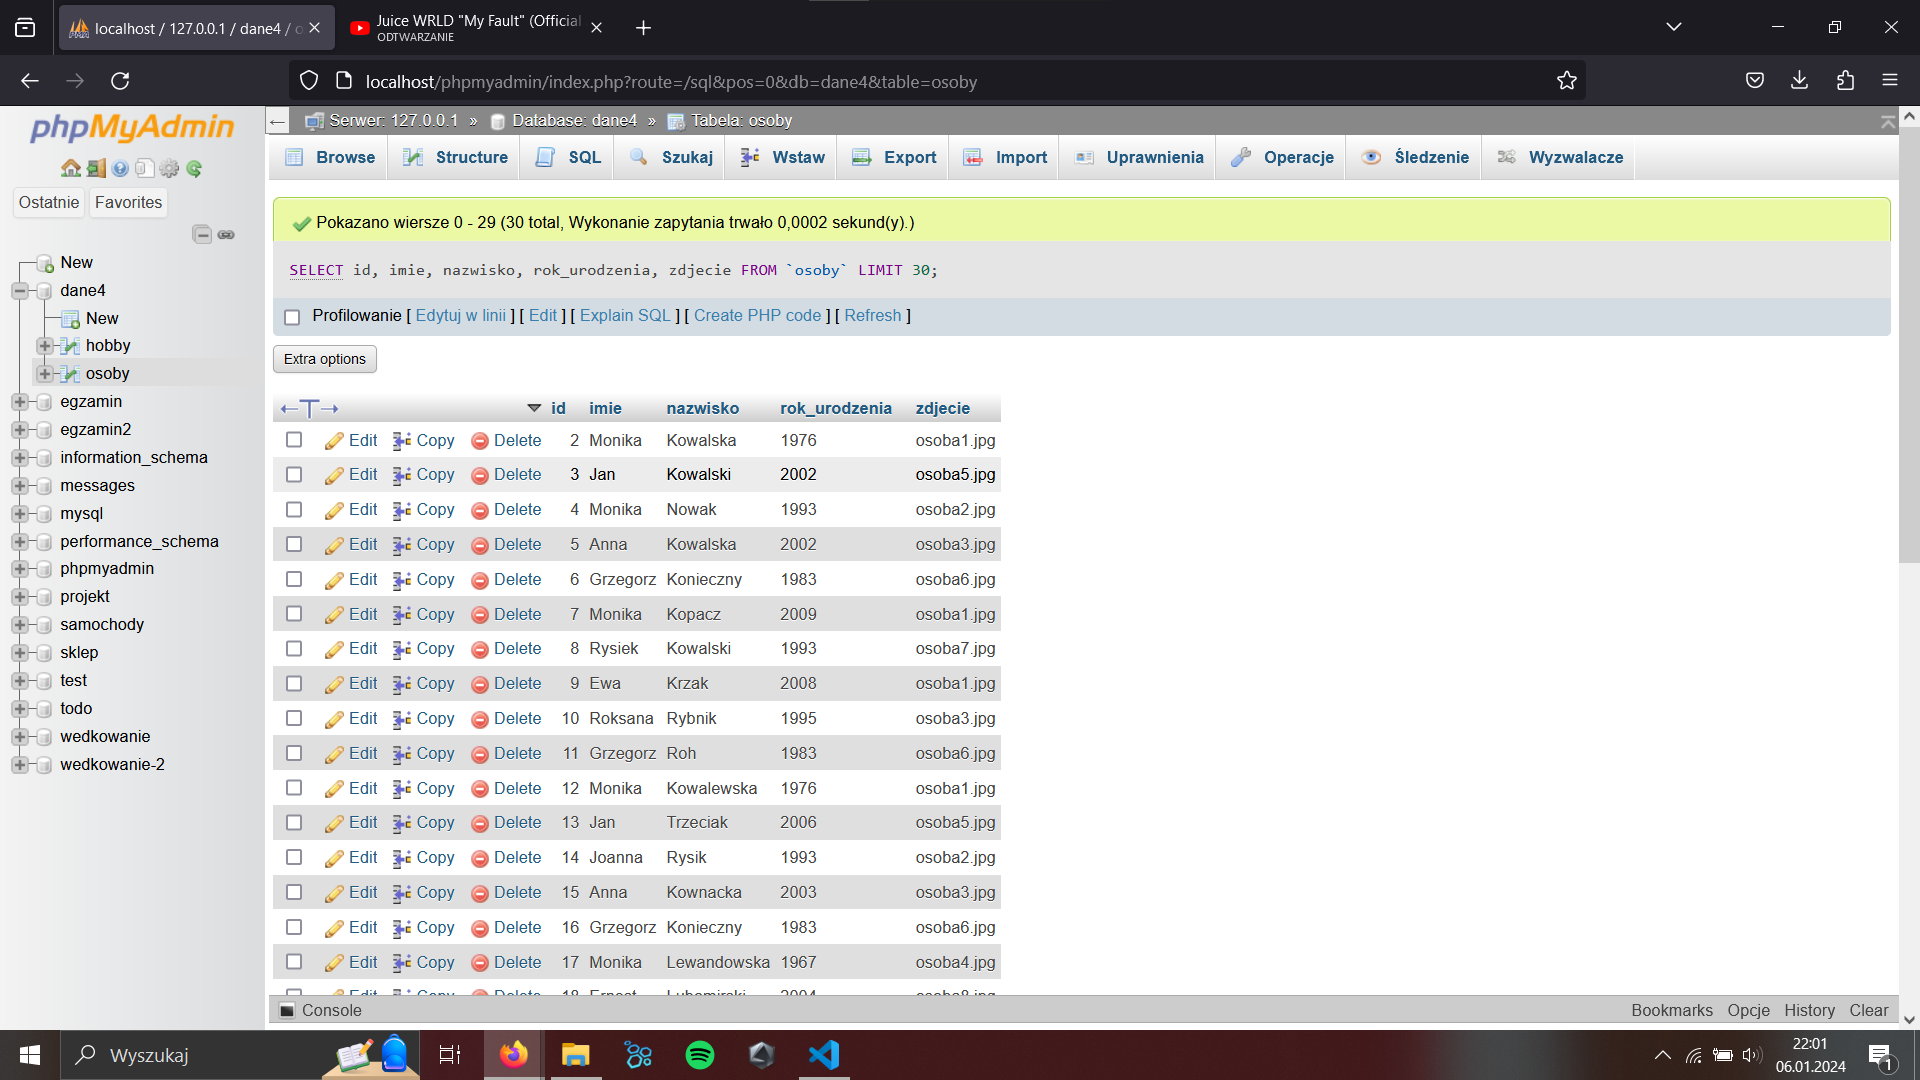 localhost / 127.0.0.1 / dane4 / o
Juice WRLD "My Fault" (Official
ODTWARZANIE
localhost/phpmyadmin/index.php?route=/sql&pos=0&db=dane4&table=osoby
phpMyAdmin
Ostatnie Favorites
New
dane4
New
hobby
osoby
egzamin
egzamin2
information_schema
messages
mysql
performance_schema
phpmyadmin
projekt
samochody
sklep
test
todo
wedkowanie
wedkowanie-2
Serwer: 127.0.0.1 » Database: dane4 » Tabela: osoby
Browse Structure SQL Szukaj Wstaw Export Import Uprawnienia Operacje Śledzenie Wyzwalacze
Pokazano wiersze 0 - 29 (30 total, Wykonanie zapytania trwało 0,0002 sekund(y).)
SELECT id, imie, nazwisko, rok_urodzenia, zdjecie FROM `osoby` LIMIT 30;
Profilowanie [ Edytuj w linii ] [ Edit ] [ Explain SQL ] [ Create PHP code ] [ Refresh ]
Extra options
←T→ id imie nazwisko rok_urodzenia zdjecie
Edit Copy Delete 2 Monika Kowalska 1976 osoba1.jpg
Edit Copy Delete 3 Jan Kowalski 2002 osoba5.jpg
Edit Copy Delete 4 Monika Nowak 1993 osoba2.jpg
Edit Copy Delete 5 Anna Kowalska 2002 osoba3.jpg
Edit Copy Delete 6 Grzegorz Konieczny 1983 osoba6.jpg
Edit Copy Delete 7 Monika Kopacz 2009 osoba1.jpg
Edit Copy Delete 8 Rysiek Kowalski 1993 osoba7.jpg
Edit Copy Delete 9 Ewa Krzak 2008 osoba1.jpg
Edit Copy Delete 10 Roksana Rybnik 1995 osoba3.jpg
Edit Copy Delete 11 Grzegorz Roh 1983 osoba6.jpg
Edit Copy Delete 12 Monika Kowalewska 1976 osoba1.jpg
Edit Copy Delete 13 Jan Trzeciak 2006 osoba5.jpg
Edit Copy Delete 14 Joanna Rysik 1993 osoba2.jpg
Edit Copy Delete 15 Anna Kownacka 2003 osoba3.jpg
Edit Copy Delete 16 Grzegorz Konieczny 1983 osoba6.jpg
Edit Copy Delete 17 Monika Lewandowska 1967 osoba4.jpg
Edit Copy Delete 18 Ernest Lubomirski 2004 osoba8.jpg
Console Bookmarks Opcje History Clear
Wyszukaj
22:01
06.01.2024
1